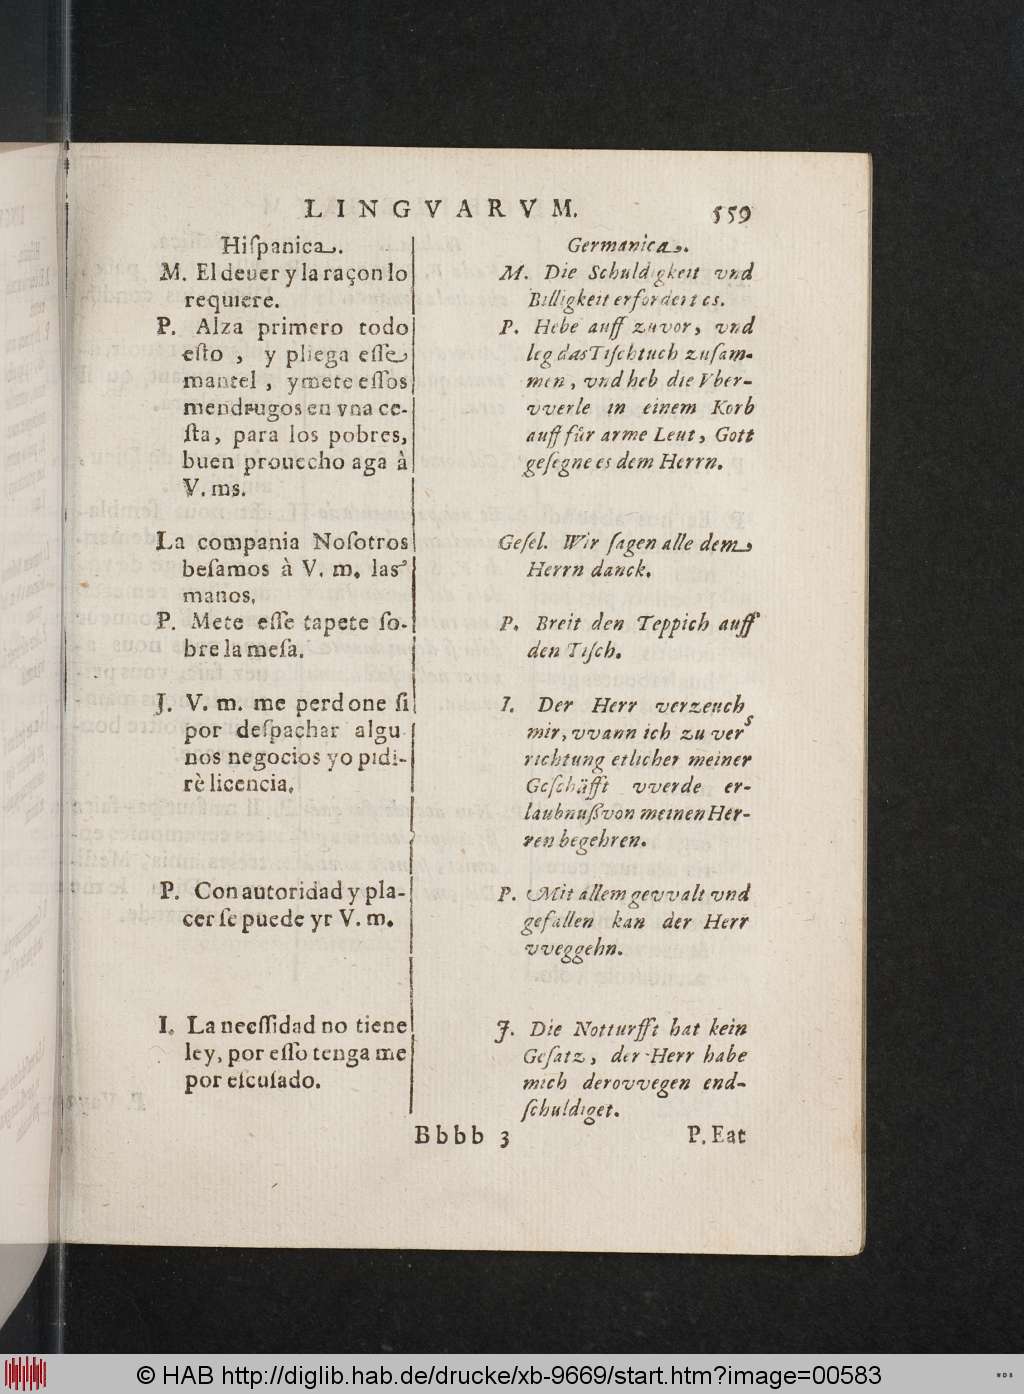 LINGVARVM. 559
Hiſpanica.
M. El deuer y la raçon lo
requiere.
P. Alza primero todo
eſto , y pliega eſſe
mantel , y mete eſſos
mendrugos en vna ce-
ſta, para los pobres,
buen prouecho aga à
V. ms.
La compania Noſotros
beſamos à V. m. las
manos.
P. Mete eſſe tapete ſo-
bre la meſa.
J. V. m. me perdone ſi
por deſpachar algu
nos negocios yo pidi-
rè licencia.
P. Con autoridad y pla-
cer ſe puede yr V. m.
I. La neceſſidad no tiene
ley, por eſſo tenga me
por eſcuſado.
Germanica.
M. Die Schuldigkeit vnd
Billigkeit erfordert es.
P. Hebe auff zuvor, vnd
leg das Tiſchtuch zuſam-
men , vnd heb die Vber-
vverle in einem Korb
auff für arme Leut, Gott
geſegne es dem Herrn.
Geſel. Wir ſagen alle dem
Herrn danck.
P. Breit den Teppich auff
den Tiſch.
I. Der Herr verzeuch
mir, vvann ich zu verſ
richtung etlicher meiner
Geſchäfft vverde er-
laubnuß von meinen Her-
ren begehren.
P. Mit allem gevvalt vnd
gefallen kan der Herr
vveggehn.
J. Die Notturfft hat kein
Geſatz, der Herr habe
mich derovvegen end-
ſchuldiget.
Bbbb 3 P. Eat
© HAB http://diglib.hab.de/drucke/xb-9669/start.htm?image=00583